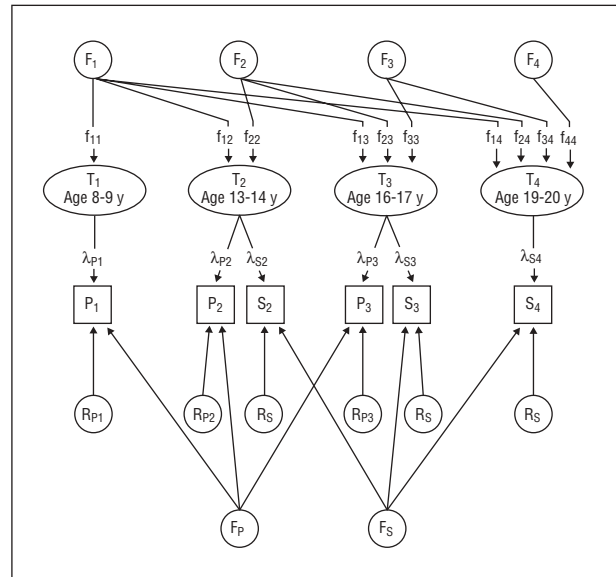 F1 F2 F3 F4
f11 f12 f22 f13 f23 f33 f14 f24 f34 f44
T1 T2 T3 T4
Age 8-9 y Age 13-14 y Age 16-17 y Age 19-20 y
λP1 λP2 λS2 λP3 λS3 λS4
P1 P2 S2 P3 S3 S4
RP1 RP2 RS RP3 RS RS
FP FS